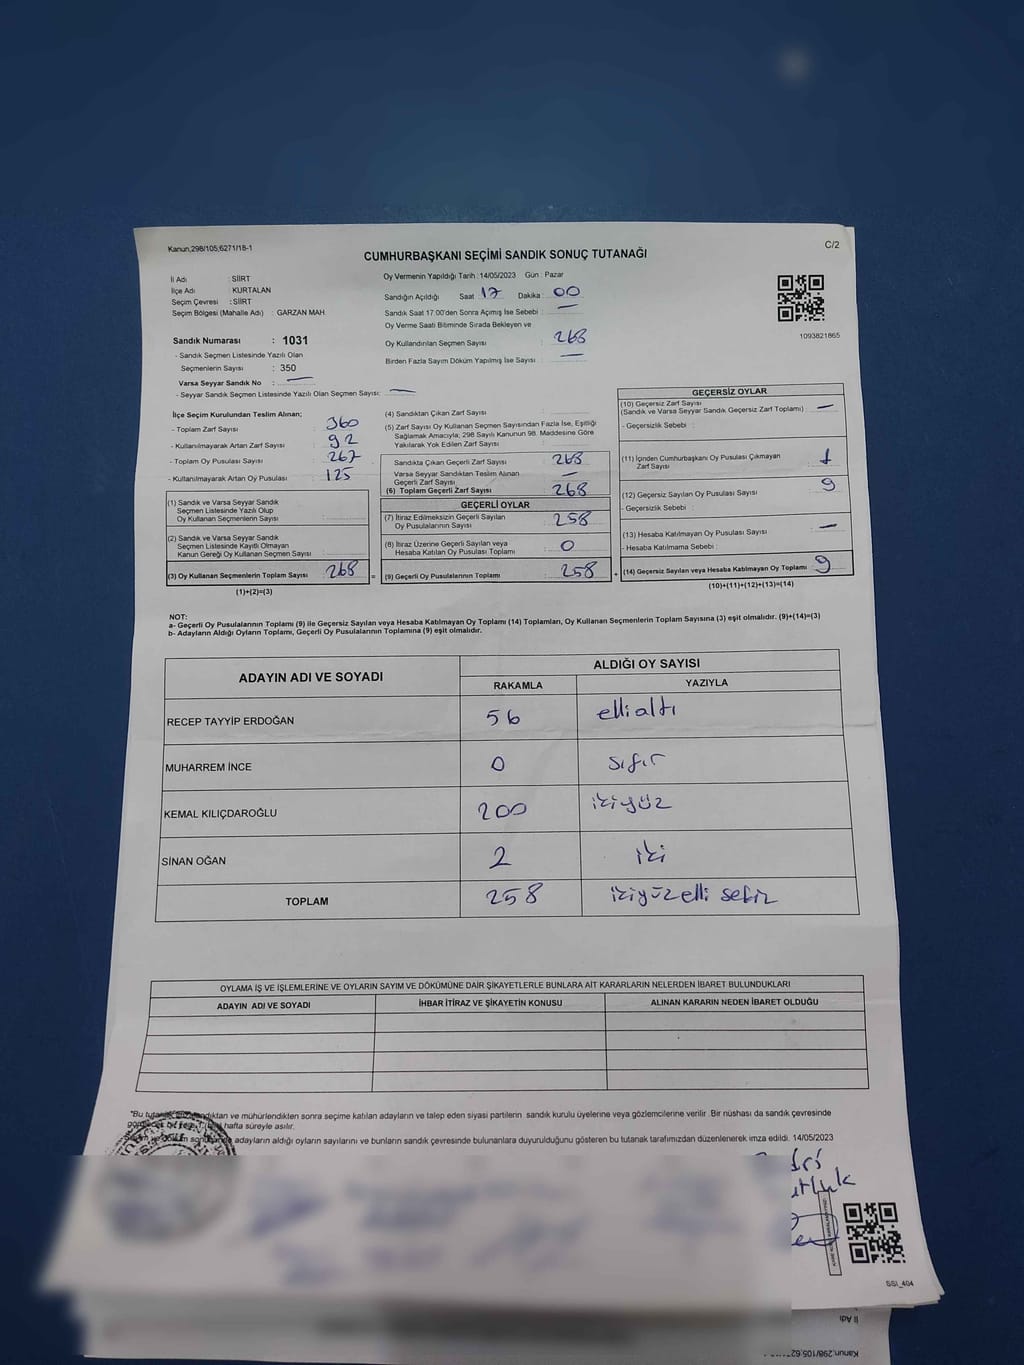 Kanun,298/105;6271/18-1
C/2
CUMHURBAŞKANI SEÇİMİ SANDIK SONUÇ TUTANAĞI
İl Adı : SİİRT
İlçe Adı : KURTALAN
Seçim Çevresi : SİİRT
Seçim Bölgesi (Mahalle Adı) : GARZAN MAH.
Oy Vermenin Yapıldığı Tarih : 14/05/2023 Gün : Pazar
Sandığın Açıldığı Saat : 17 Dakika : 00
Sandık Saat 17:00'den Sonra Açımış İse Sebebi : —
Oy Verme Saati Bitiminde Sırada Bekleyen ve
Oy Kullandırılan Seçmen Sayısı : 268
Birden Fazla Sayım Döküm Yapılmış İse Sayısı : —
1093821865
Sandık Numarası : 1031
- Sandık Seçmen Listesinde Yazılı Olan
Seçmenlerin Sayısı : 350
Varsa Seyyar Sandık No : —
- Seyyar Sandık Seçmen Listesinde Yazılı Olan Seçmen Sayısı: —
İlçe Seçim Kurulundan Teslim Alınan;
- Toplam Zarf Sayısı : 360
- Kullanılmayarak Artan Zarf Sayısı : 92
- Toplam Oy Pusulası Sayısı : 267
- Kullanılmayarak Artan Oy Pusulası : 125
(1) Sandık ve Varsa Seyyar Sandık
Seçmen Listesinde Yazılı Olup
Oy Kullanan Seçmenlerin Sayısı :
(2) Sandık ve Varsa Seyyar Sandık
Seçmen Listesinde Kayıtlı Olmayan
Kanun Gereği Oy Kullanan Seçmen Sayısı :
(3) Oy Kullanan Seçmenlerin Toplam Sayısı : 268 =
(1)+(2)=(3)
(4) Sandıktan Çıkan Zarf Sayısı :
(5) Zarf Sayısı Oy Kullanan Seçmen Sayısından Fazla İse, Eşitliği
Sağlamak Amacıyla; 298 Sayılı Kanunun 98. Maddesine Göre
Yakılarak Yok Edilen Zarf Sayısı :
Sandıkta Çıkan Geçerli Zarf Sayısı : 268
Varsa Seyyar Sandıktan Teslim Alınan
Geçerli Zarf Sayısı : —
(6) Toplam Geçerli Zarf Sayısı : 268
GEÇERLİ OYLAR
(7) İtiraz Edilmeksizin Geçerli Sayılan
Oy Pusulalarının Sayısı : 258
(8) İtiraz Üzerine Geçerli Sayılan veya
Hesaba Katılan Oy Pusulası Toplamı : 0
(9) Geçerli Oy Pusulalarının Toplamı : 258 +
GEÇERSİZ OYLAR
(10) Geçersiz Zarf Sayısı
(Sandık ve Varsa Seyyar Sandık Geçersiz Zarf Toplamı) : —
- Geçersizlik Sebebi :
(11) İçinden Cumhurbaşkanı Oy Pusulası Çıkmayan
Zarf Sayısı : 1
(12) Geçersiz Sayılan Oy Pusulası Sayısı : 9
- Geçersizlik Sebebi :
(13) Hesaba Katılmayan Oy Pusulası Sayısı : —
- Hesaba Katılmama Sebebi :
(14) Geçersiz Sayılan veya Hesaba Katılmayan Oy Toplamı : 9
(10)+(11)+(12)+(13)=(14)
NOT:
a- Geçerli Oy Pusulalarının Toplamı (9) ile Geçersiz Sayılan veya Hesaba Katılmayan Oy Toplamı (14) Toplamları, Oy Kullanan Seçmenlerin Toplam Sayısına (3) eşit olmalıdır. (9)+(14)=(3)
b- Adayların Aldığı Oyların Toplamı, Geçerli Oy Pusulalarının Toplamına (9) eşit olmalıdır.
ADAYIN ADI VE SOYADI ALDIĞI OY SAYISI
RAKAMLA YAZIYLA
RECEP TAYYİP ERDOĞAN 56 elli altı
MUHARREM İNCE 0 sıfır
KEMAL KILIÇDAROĞLU 200 ikiyüz
SİNAN OĞAN 2 iki
TOPLAM 258 ikiyüz elli sekiz
OYLAMA İŞ VE İŞLEMLERİNE VE OYLARIN SAYIM VE DÖKÜMÜNE DAİR ŞİKAYETLERLE BUNLARA AİT KARARLARIN NELERDEN İBARET BULUNDUKLARI
ADAYIN ADI VE SOYADI İHBAR İTİRAZ VE ŞİKAYETİN KONUSU ALINAN KARARIN NEDEN İBARET OLDUĞU
"Bu ve mühürlendikten sonra seçime katılan adayların ve talep eden siyasi partilerin, sandık kurulu üyelerine veya gözlemcilerine verilir. Bir nüshası da sandık çevresinde
hafta süreyle asılır.
adayların aldığı oyların sayılarını ve bunların sandık çevresinde bulunanlara duyurulduğunu gösteren bu tutanak tarafımızdan düzenlenerek imza edildi. 14/05/2023
SSI_404
İl Adı
Kanun,298/105;62